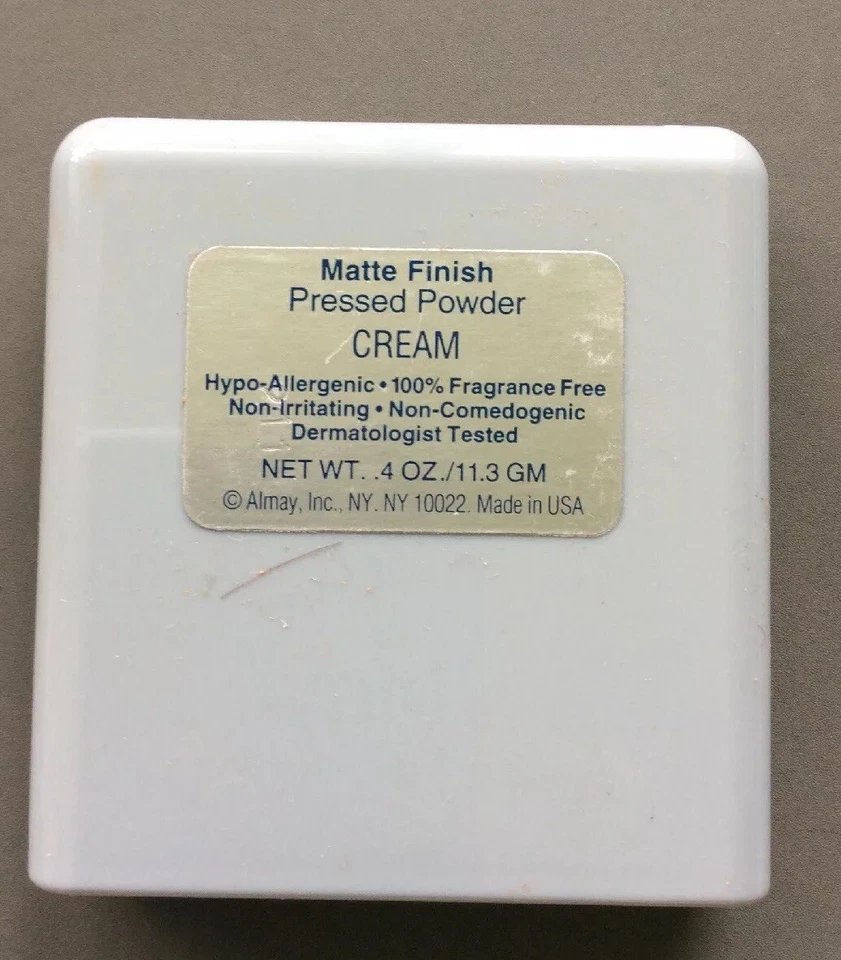 Matte Finish
Pressed Powder
CREAM
Hypo-Allergenic • 100% Fragrance Free
Non-Irritating • Non-Comedogenic
Dermatologist Tested
NET WT. .4 OZ./11.3 GM
© Almay, Inc., NY. NY 10022. Made in USA